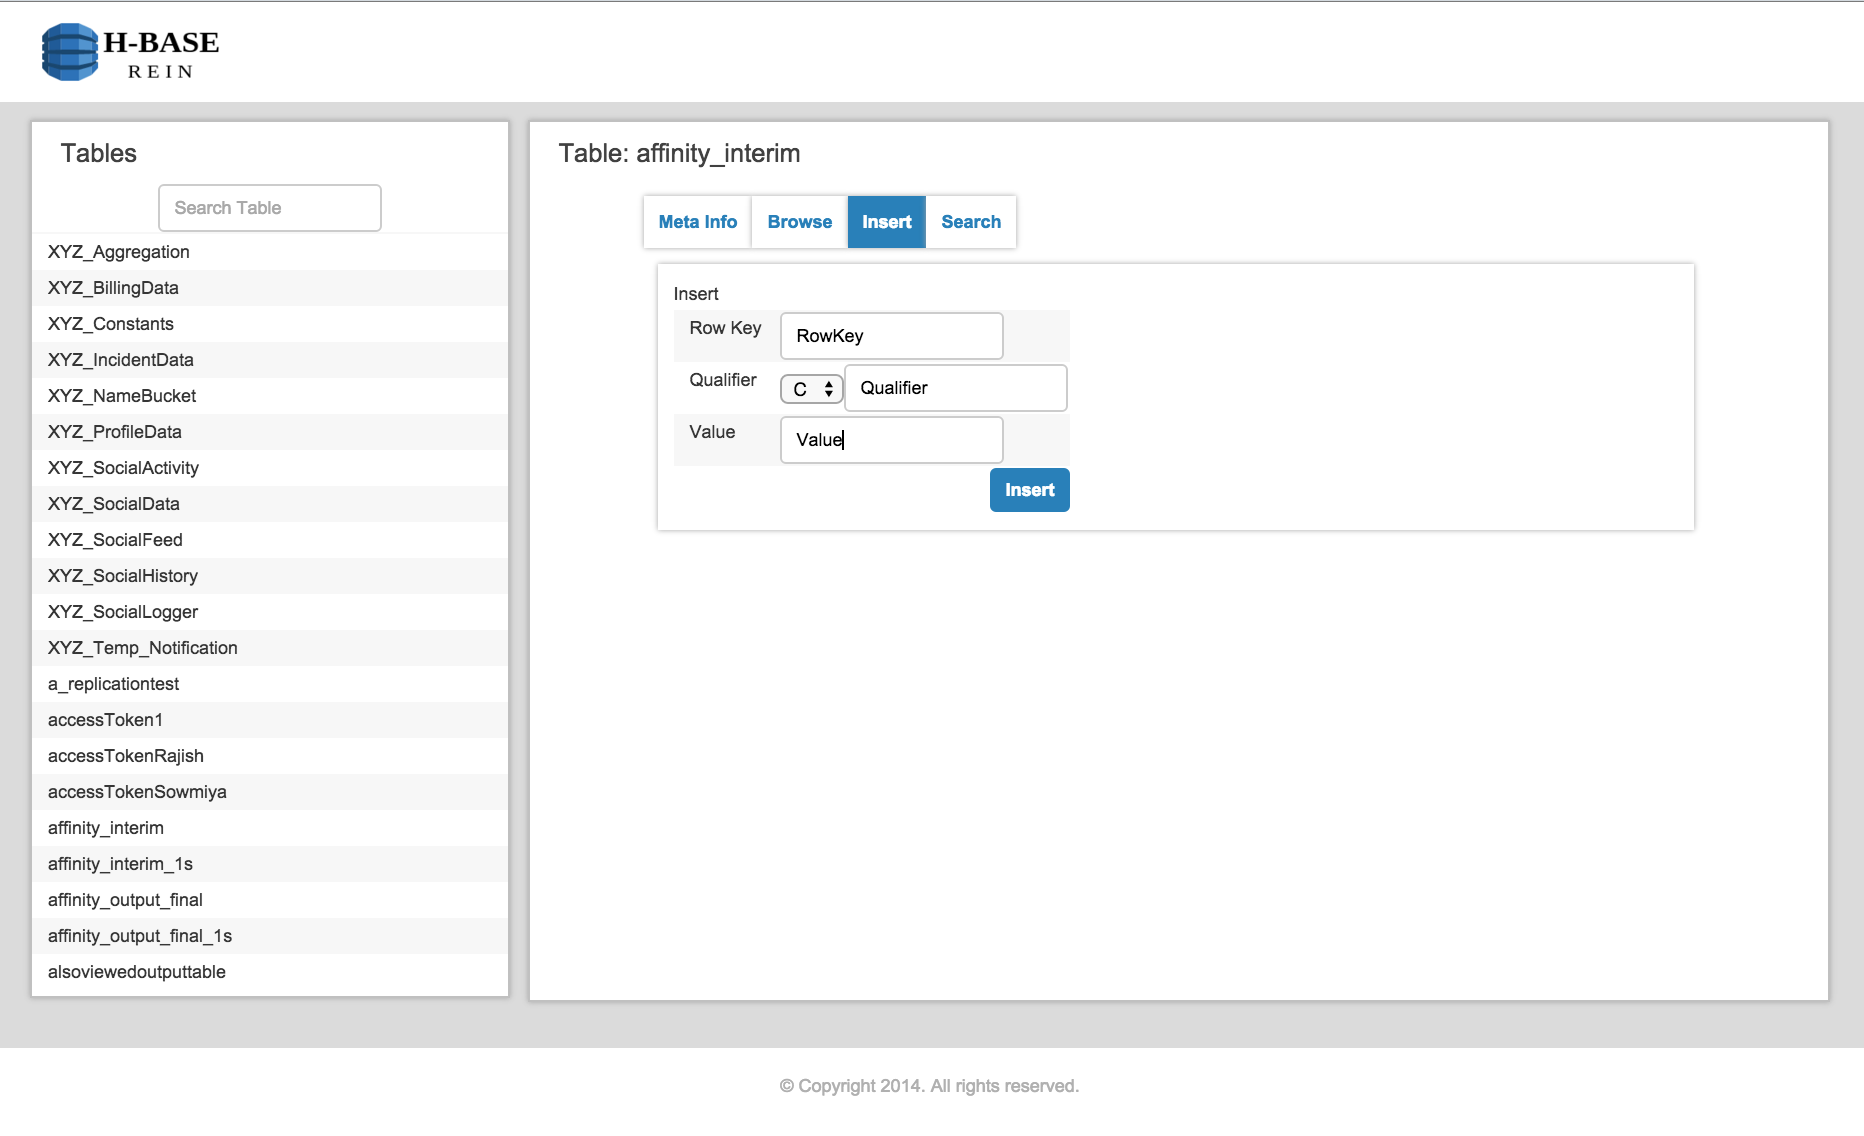 H-BASE
REIN
Tables
Search Table
XYZ_Aggregation
XYZ_BillingData
XYZ_Constants
XYZ_IncidentData
XYZ_NameBucket
XYZ_ProfileData
XYZ_SocialActivity
XYZ_SocialData
XYZ_SocialFeed
XYZ_SocialHistory
XYZ_SocialLogger
XYZ_Temp_Notification
a_replicationtest
accessToken1
accessTokenRajish
accessTokenSowmiya
affinity_interim
affinity_interim_1s
affinity_output_final
affinity_output_final_1s
alsoviewedoutputtable
Table: affinity_interim
Meta Info Browse Insert Search
Insert
Row Key RowKey
Qualifier C Qualifier
Value Value
Insert
© Copyright 2014. All rights reserved.